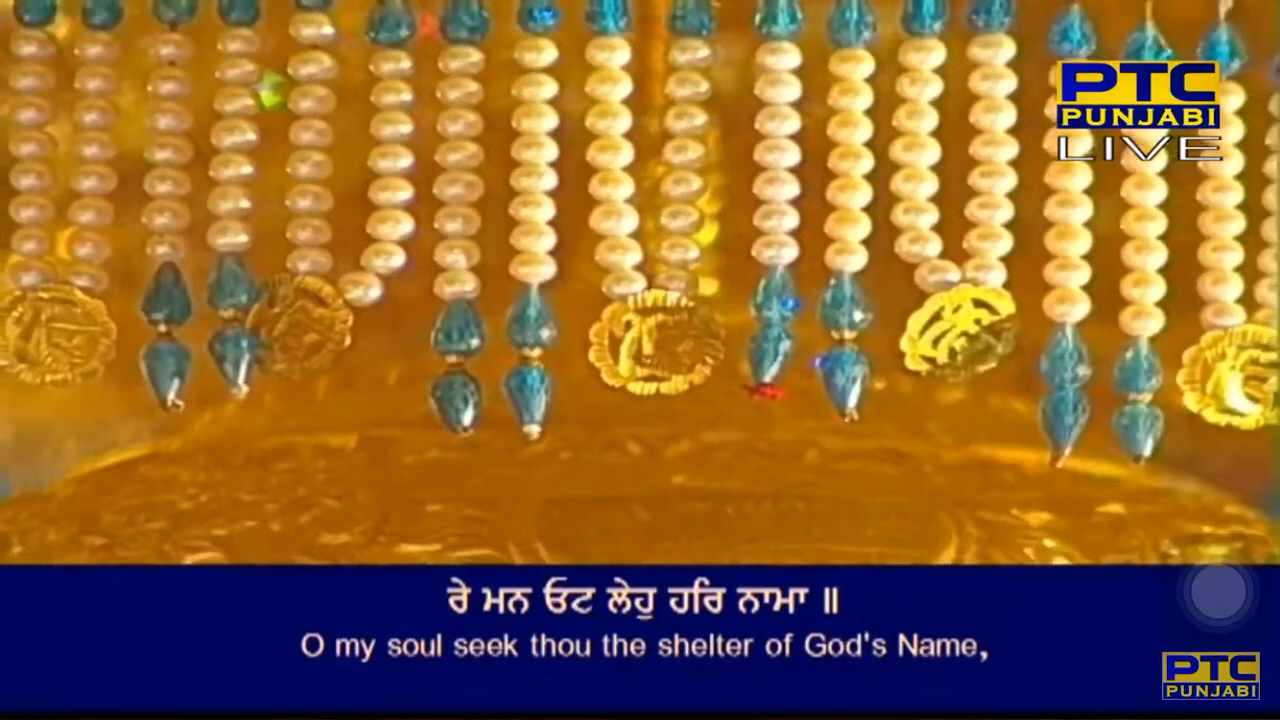 PTC
PUNJABI
LIVE
ਰੇ ਮਨ ਓਟ ਲੇਹੁ ਹਰਿ ਨਾਮਾ ॥
O my soul seek thou the shelter of God's Name,
PTC
PUNJABI